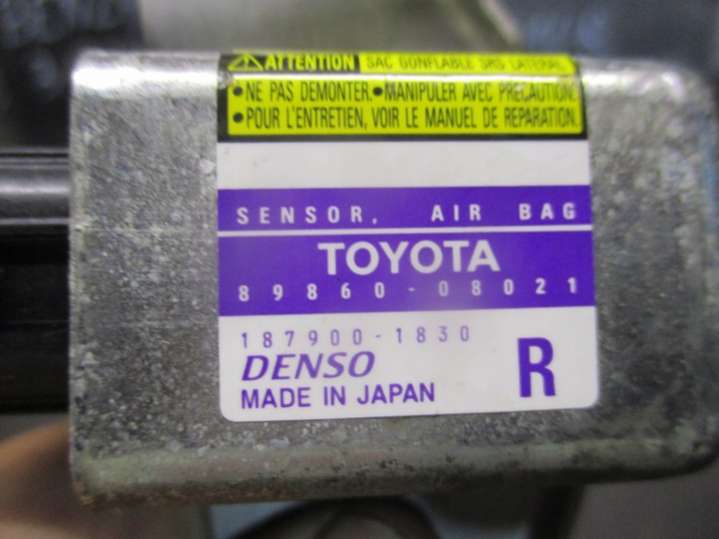 ⚠ATTENTION SAC GONFLABLE SRS LATERAL
•NE PAS DEMONTER.•MANIPULER AVEC PRECAUTION.
•POUR L'ENTRETIEN, VOIR LE MANUEL DE REPARATION.
SENSOR, AIR BAG
TOYOTA
89860-08021
187900-1830
DENSO
MADE IN JAPAN
R